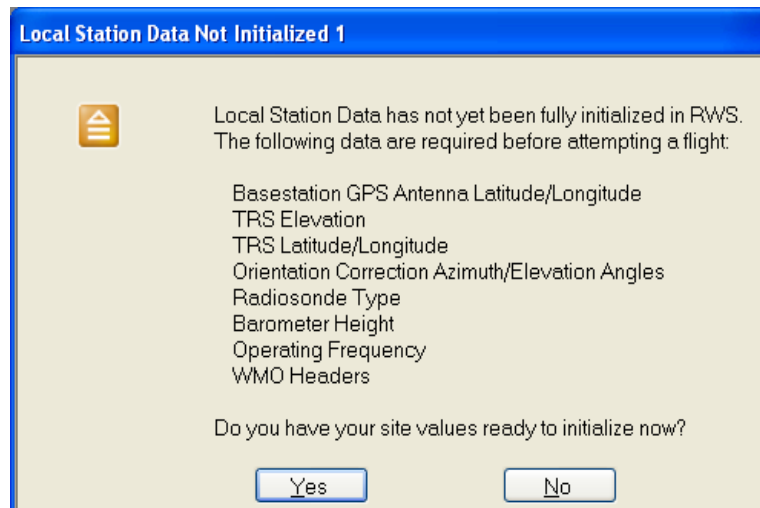 Local Station Data Not Initialized 1
Local Station Data has not yet been fully initialized in RWS.
The following data are required before attempting a flight:
Basestation GPS Antenna Latitude/Longitude
TRS Elevation
TRS Latitude/Longitude
Orientation Correction Azimuth/Elevation Angles
Radiosonde Type
Barometer Height
Operating Frequency
WMO Headers
Do you have your site values ready to initialize now?
Yes No